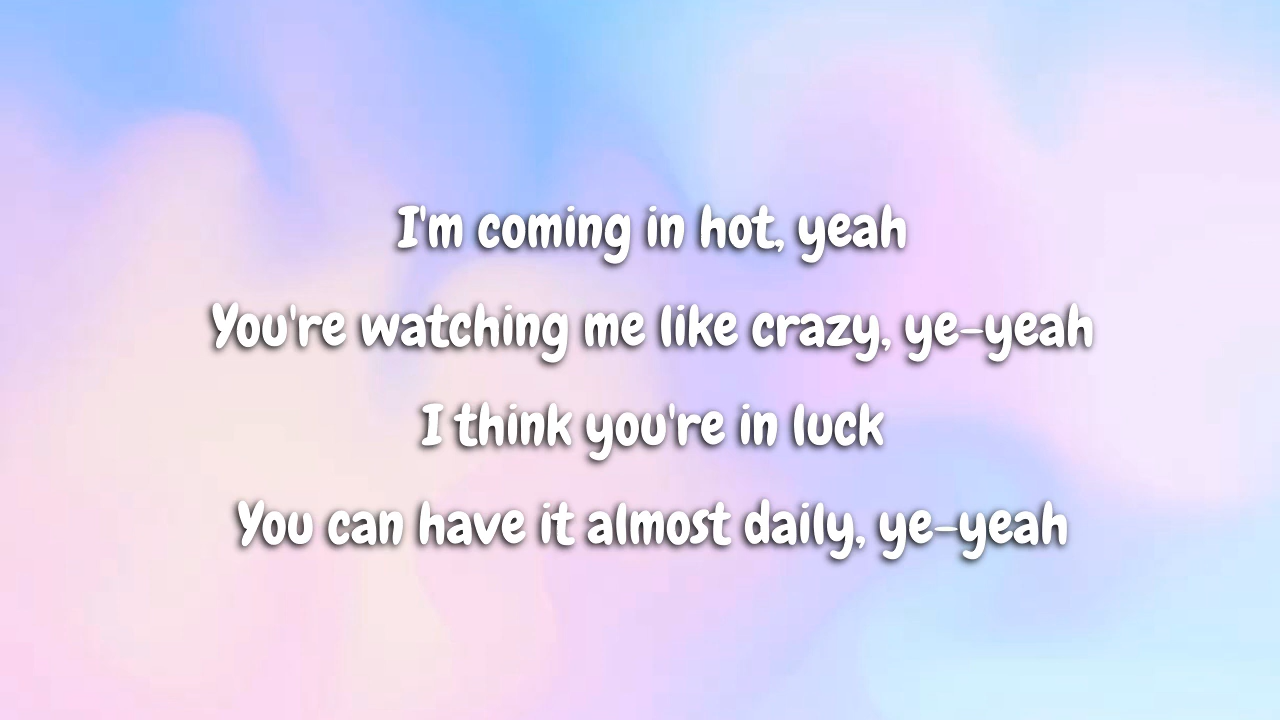 I'm coming in hot, yeah
You're watching me like crazy, ye-yeah
I think you're in luck
You can have it almost daily, ye-yeah